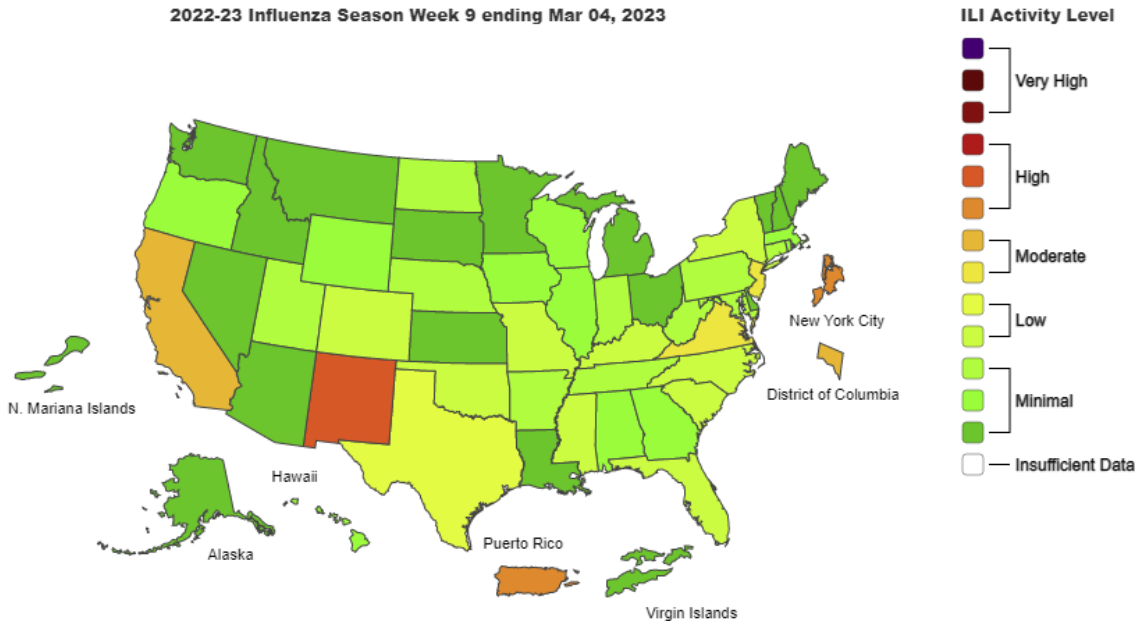 2022-23 Influenza Season Week 9 ending Mar 04, 2023
ILI Activity Level
Very High
High
Moderate
Low
Minimal
Insufficient Data
New York City
District of Columbia
N. Mariana Islands
Hawaii
Alaska
Puerto Rico
Virgin Islands